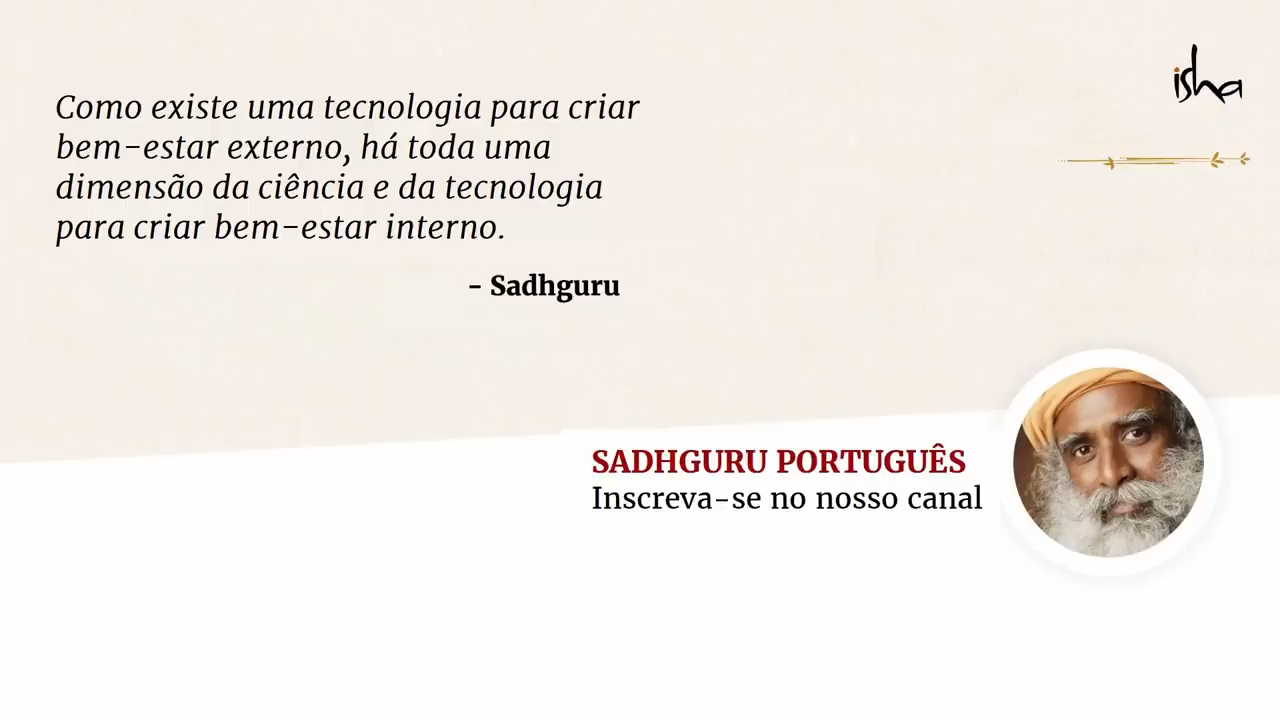 Como existe uma tecnologia para criar
bem-estar externo, há toda uma
dimensão da ciência e da tecnologia
para criar bem-estar interno.
- Sadhguru
isha
SADHGURU PORTUGUÊS
Inscreva-se no nosso canal